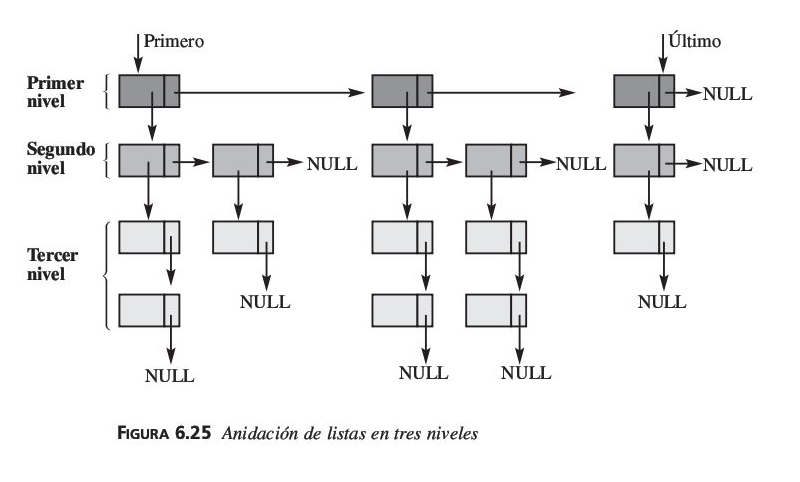 Primero
Último
Primer
nivel
NULL
Segundo
nivel
NULL
NULL
NULL
Tercer
nivel
NULL
NULL
NULL
NULL
NULL
FIGURA 6.25 Anidación de listas en tres niveles